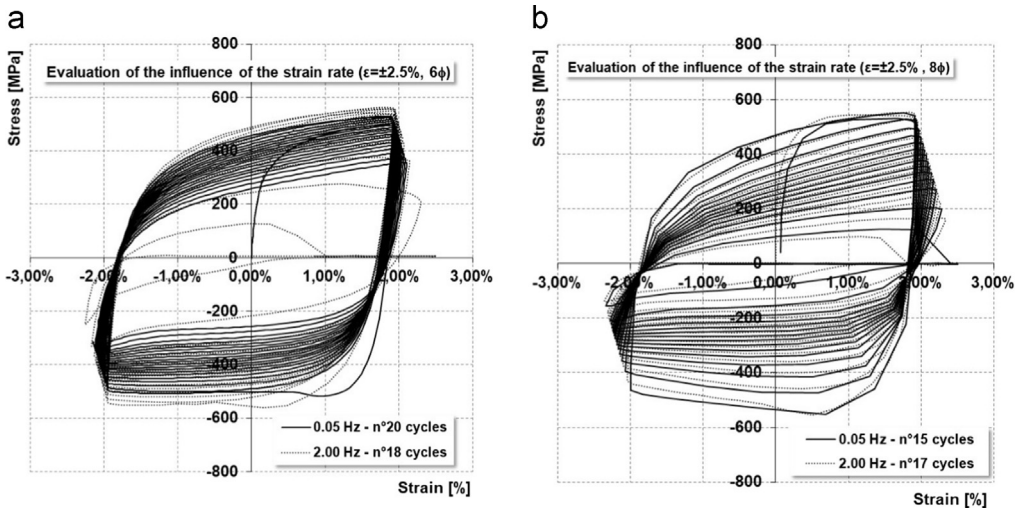 a
800
Stress [MPa]
Evaluation of the influence of the strain rate (ε=±2.5%, 6ϕ)
600
400
200
0
-3,00% -2,00% -1,00% 0,00% 1,00% 2,00% 3,00%
-200
-400
-600
-800
0.05 Hz - n°20 cycles
2.00 Hz - n°18 cycles
Strain [%]
b
800
Stress [MPa]
Evaluation of the influence of the strain rate (ε=±2.5% , 8ϕ)
600
400
200
0
-3,00% -2,00% -1,00% 0,00% 1,00% 2,00% 3,00%
-200
-400
-600
-800
0.05 Hz - n°15 cycles
2.00 Hz - n°17 cycles
Strain [%]